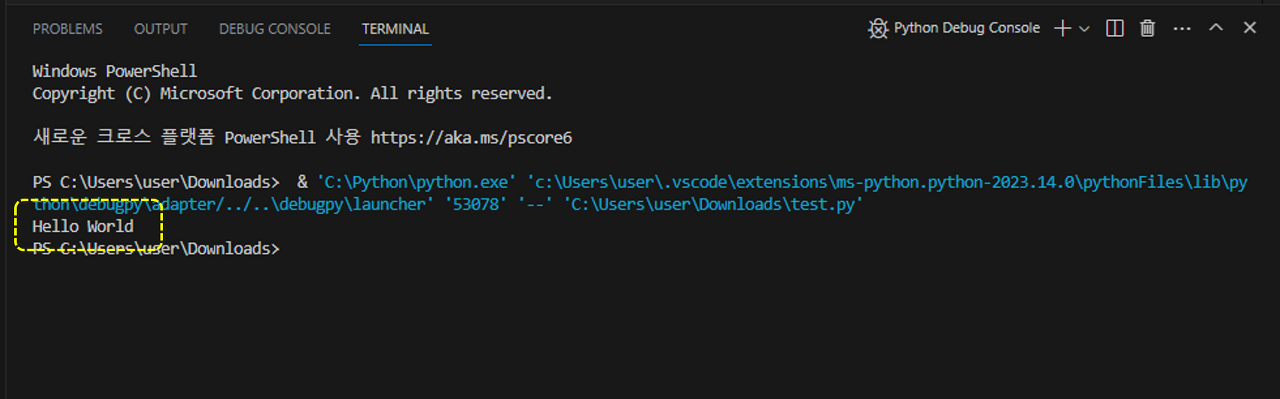 PROBLEMS OUTPUT DEBUG CONSOLE TERMINAL Python Debug Console
Windows PowerShell
Copyright (C) Microsoft Corporation. All rights reserved.
새로운 크로스 플랫폼 PowerShell 사용 https://aka.ms/pscore6
PS C:\Users\user\Downloads>  & 'C:\Python\python.exe' 'c:\Users\user\.vscode\extensions\ms-python.python-2023.14.0\pythonFiles\lib\py
thon\debugpy\adapter/../..\debugpy\launcher' '53078' '--' 'C:\Users\user\Downloads\test.py'
Hello World
PS C:\Users\user\Downloads>